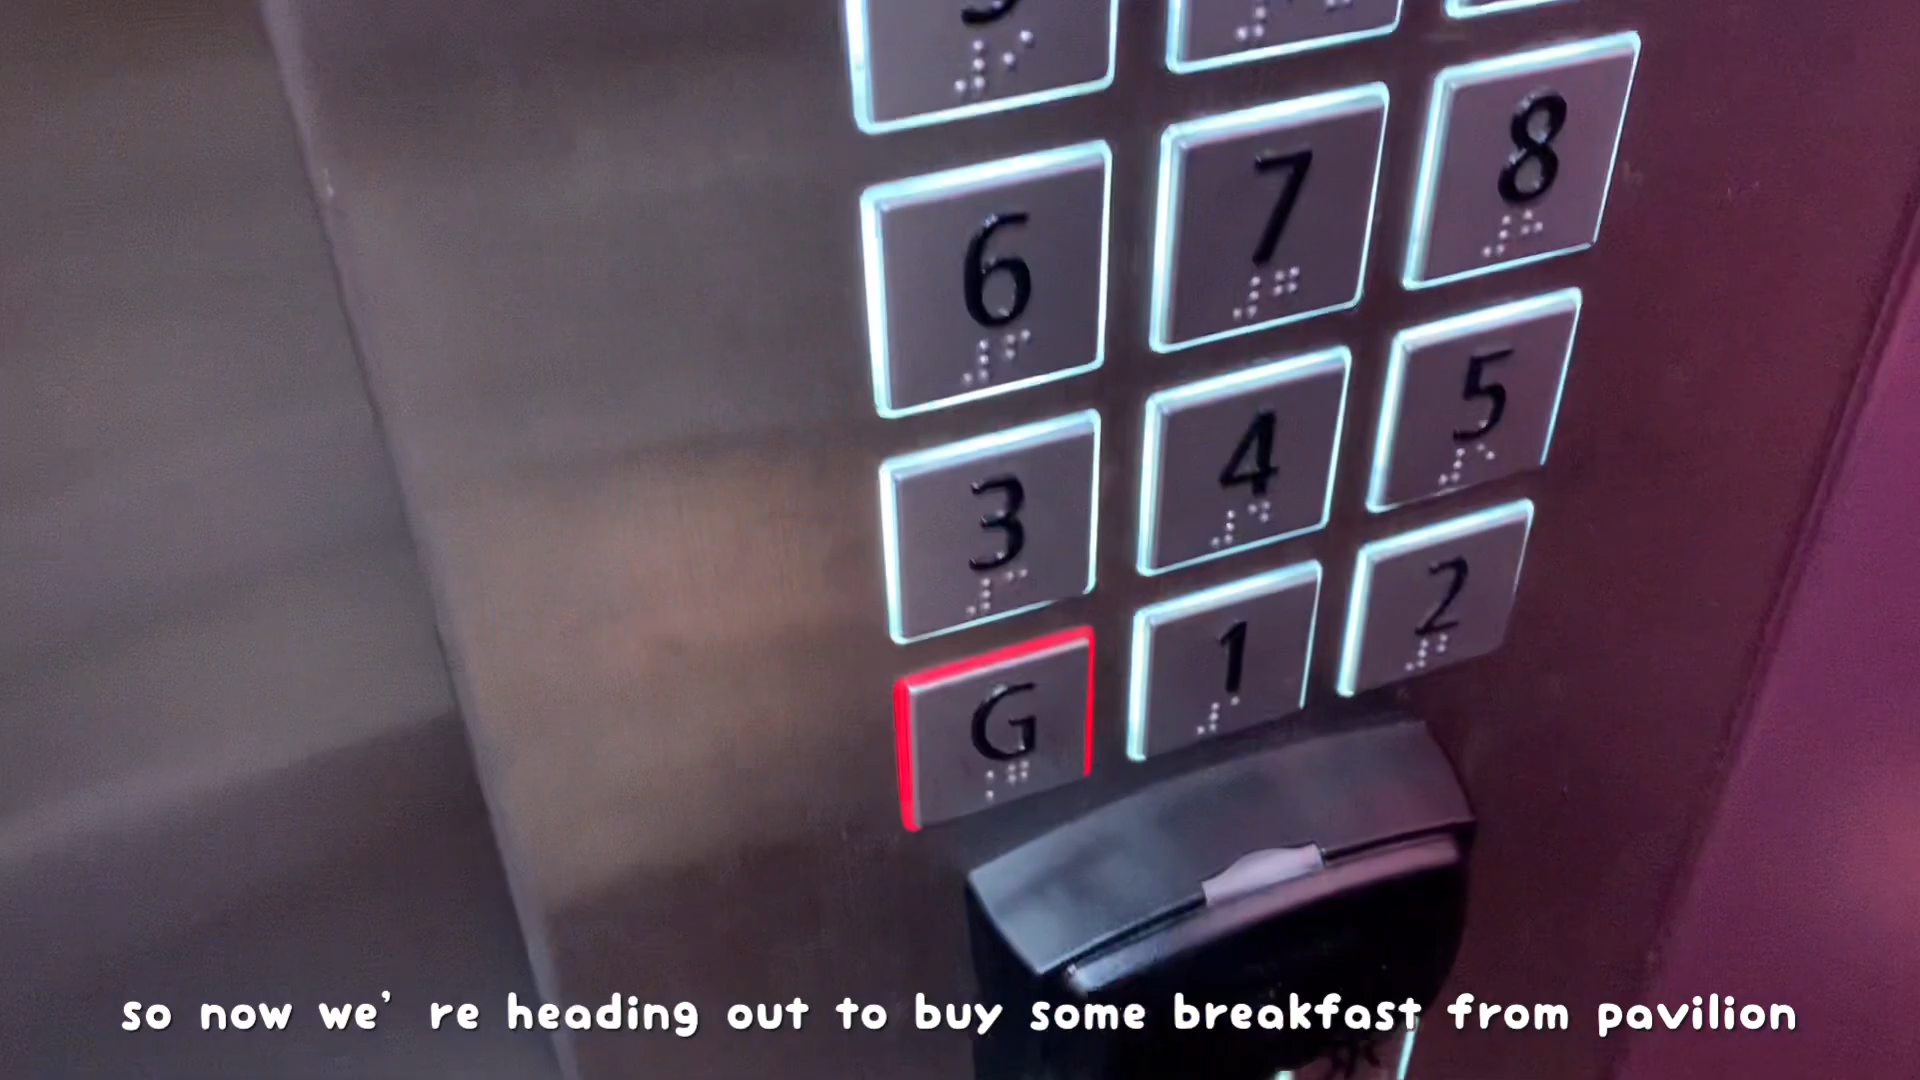 6 7 8
3 4 5
G 1 2
so now we’ re heading out to buy some breakfast from pavilion